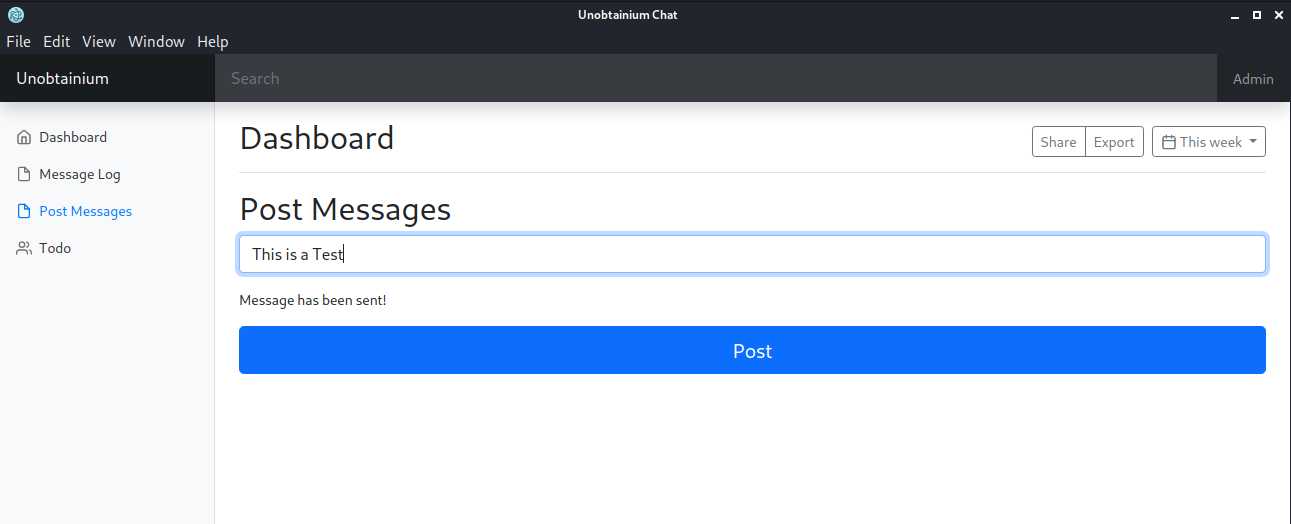 Unobtainium Chat
File Edit View Window Help
Unobtainium Search Admin
Dashboard
Message Log
Post Messages
Todo
Dashboard
Share Export This week
Post Messages
This is a Test
Message has been sent!
Post